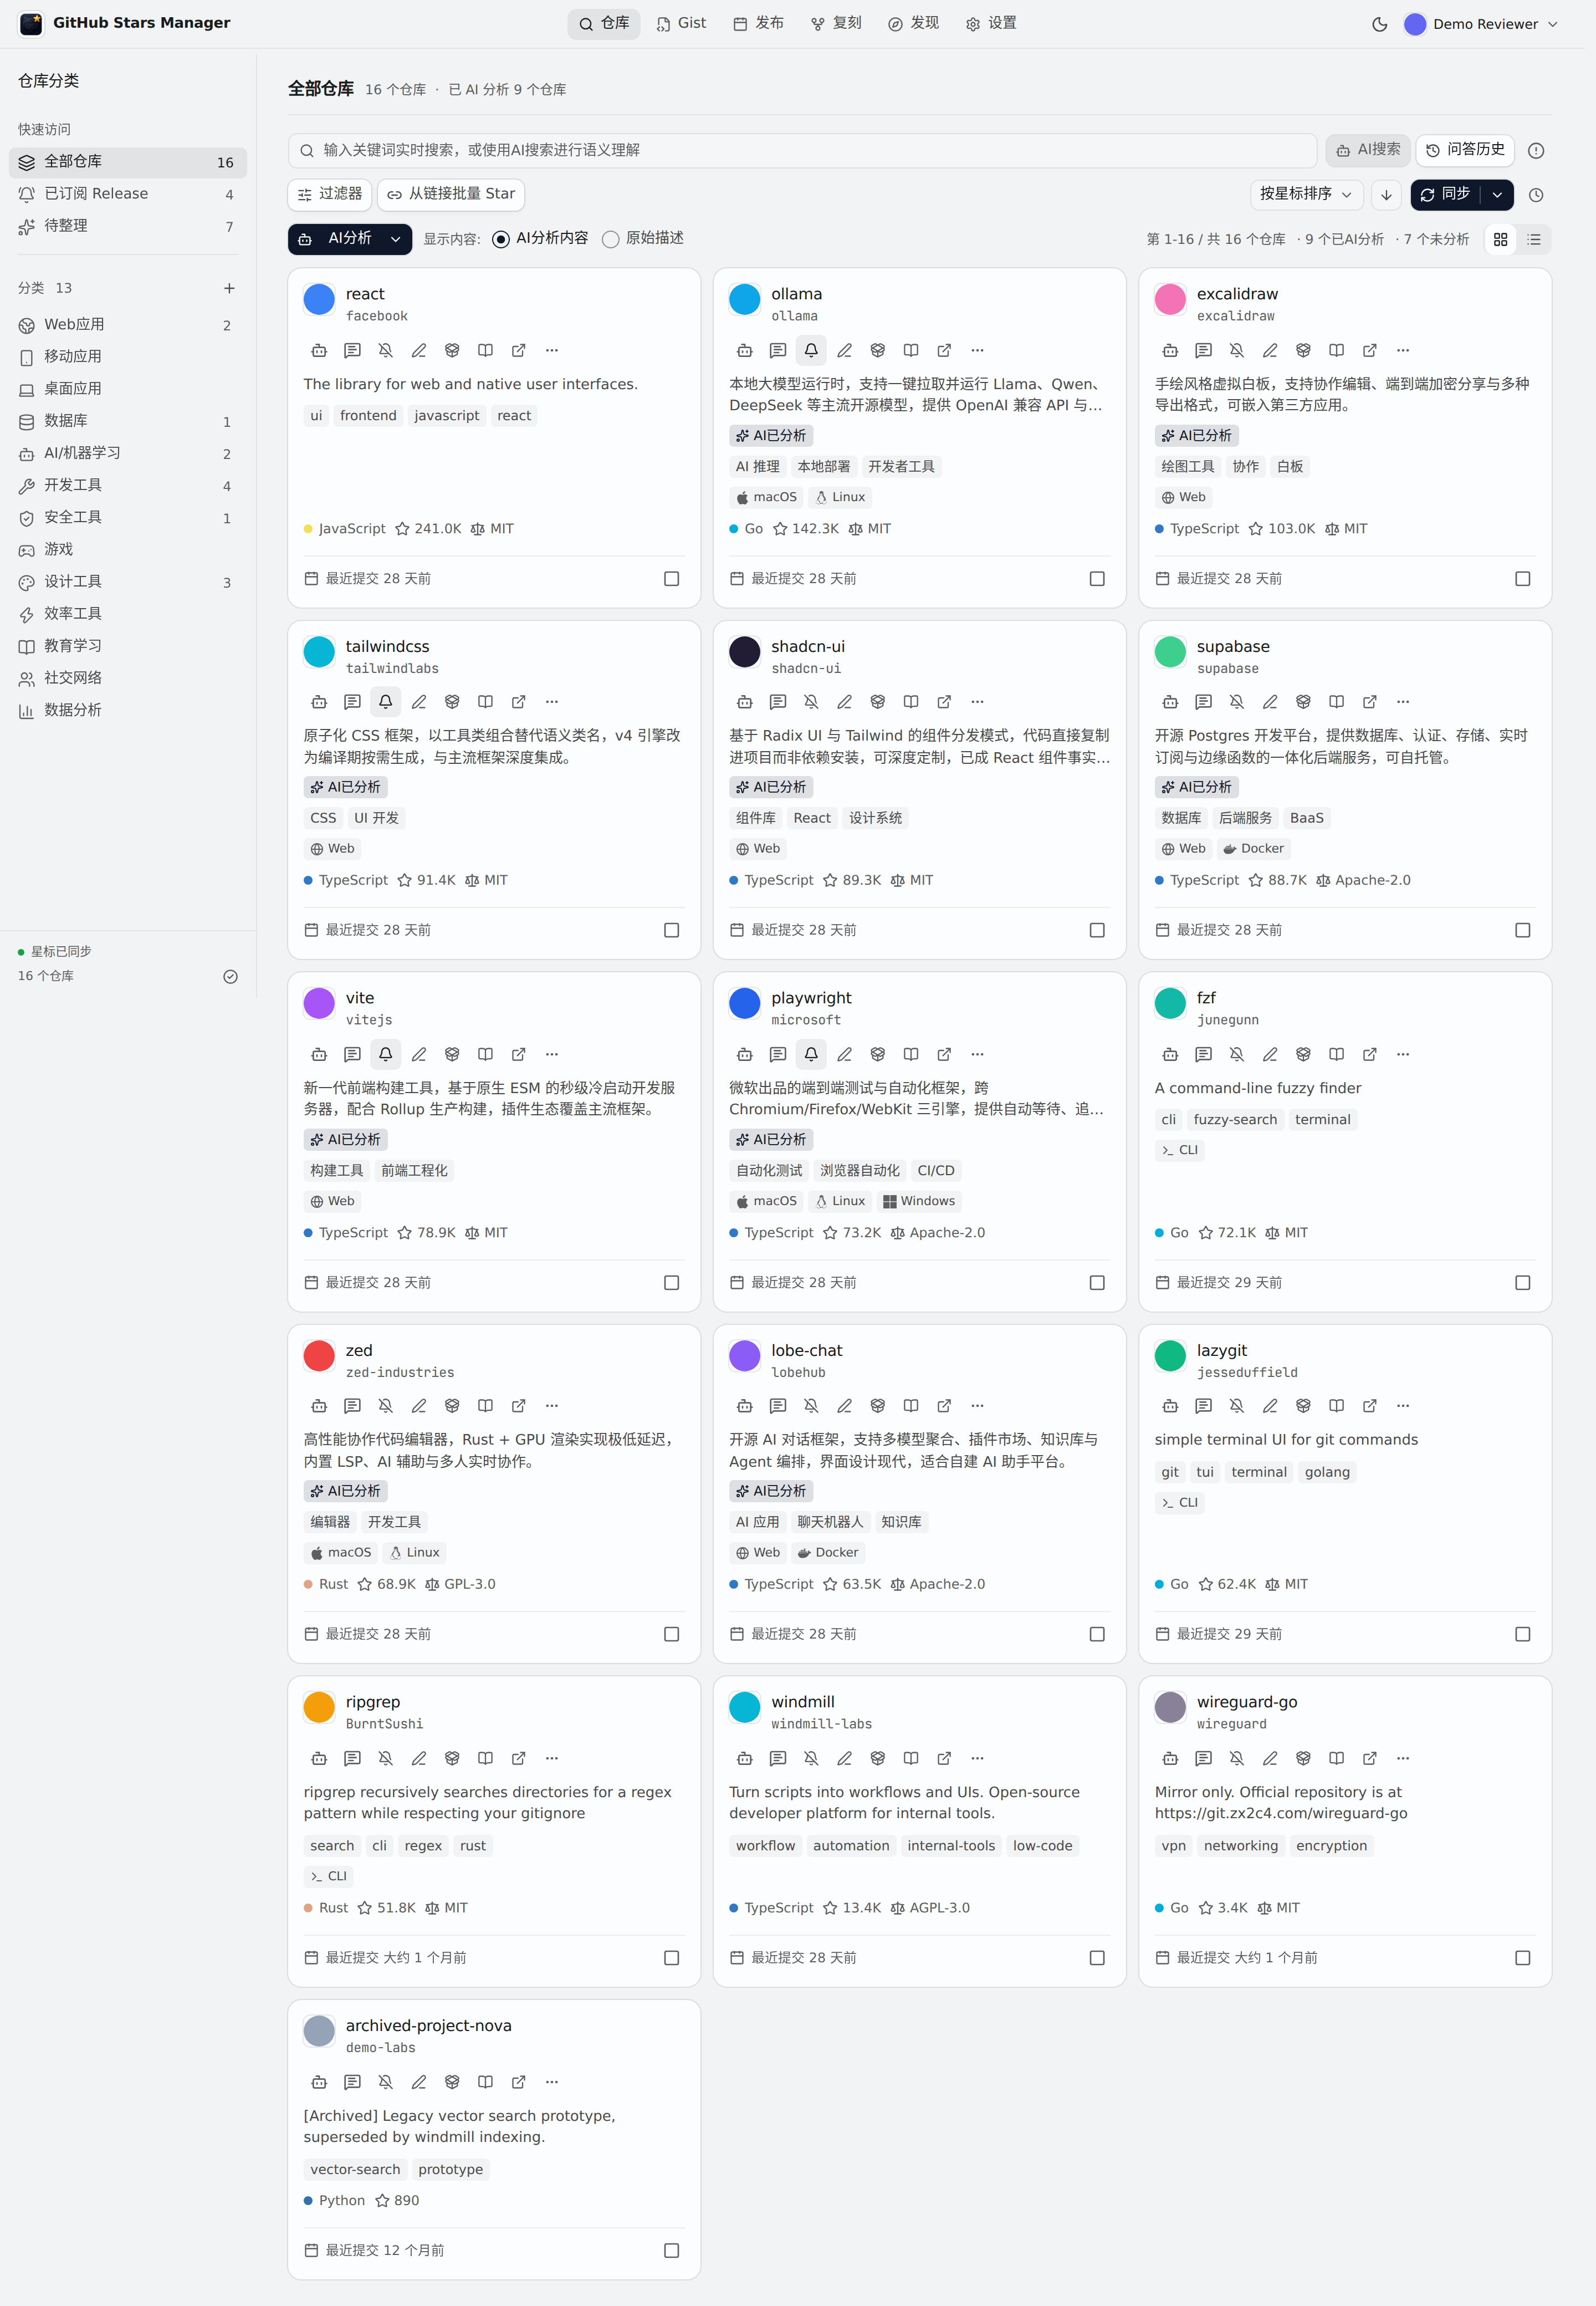 GitHub Stars Manager
仓库
Gist
发布
复刻
发现
设置
Demo Reviewer
仓库分类
快速访问
全部仓库 16
已订阅 Release 4
待整理 7
分类 13
Web应用 2
移动应用
桌面应用
数据库 1
AI/机器学习 2
开发工具 4
安全工具 1
游戏
设计工具 3
效率工具
教育学习
社交网络
数据分析
星标已同步
16 个仓库
全部仓库 16 个仓库 · 已 AI 分析 9 个仓库
输入关键词实时搜索，或使用AI搜索进行语义理解
AI搜索
问答历史
过滤器
从链接批量 Star
按星标排序
同步
AI分析
显示内容:
AI分析内容
原始描述
第 1-16 / 共 16 个仓库 · 9 个已AI分析 · 7 个未分析
react
facebook
The library for web and native user interfaces.
ui frontend javascript react
JavaScript 241.0K MIT
最近提交 28 天前
ollama
ollama
本地大模型运行时，支持一键拉取并运行 Llama、Qwen、
DeepSeek 等主流开源模型，提供 OpenAI 兼容 API 与…
AI已分析
AI 推理 本地部署 开发者工具
macOS Linux
Go 142.3K MIT
最近提交 28 天前
excalidraw
excalidraw
手绘风格虚拟白板，支持协作编辑、端到端加密分享与多种
导出格式，可嵌入第三方应用。
AI已分析
绘图工具 协作 白板
Web
TypeScript 103.0K MIT
最近提交 28 天前
tailwindcss
tailwindlabs
原子化 CSS 框架，以工具类组合替代语义类名，v4 引擎改
为编译期按需生成，与主流框架深度集成。
AI已分析
CSS UI 开发
Web
TypeScript 91.4K MIT
最近提交 28 天前
shadcn-ui
shadcn-ui
基于 Radix UI 与 Tailwind 的组件分发模式，代码直接复制
进项目而非依赖安装，可深度定制，已成 React 组件事实…
AI已分析
组件库 React 设计系统
Web
TypeScript 89.3K MIT
最近提交 28 天前
supabase
supabase
开源 Postgres 开发平台，提供数据库、认证、存储、实时
订阅与边缘函数的一体化后端服务，可自托管。
AI已分析
数据库 后端服务 BaaS
Web Docker
TypeScript 88.7K Apache-2.0
最近提交 28 天前
vite
vitejs
新一代前端构建工具，基于原生 ESM 的秒级冷启动开发服
务器，配合 Rollup 生产构建，插件生态覆盖主流框架。
AI已分析
构建工具 前端工程化
Web
TypeScript 78.9K MIT
最近提交 28 天前
playwright
microsoft
微软出品的端到端测试与自动化框架，跨
Chromium/Firefox/WebKit 三引擎，提供自动等待、追…
AI已分析
自动化测试 浏览器自动化 CI/CD
macOS Linux Windows
TypeScript 73.2K Apache-2.0
最近提交 28 天前
fzf
junegunn
A command-line fuzzy finder
cli fuzzy-search terminal
CLI
Go 72.1K MIT
最近提交 29 天前
zed
zed-industries
高性能协作代码编辑器，Rust + GPU 渲染实现极低延迟，
内置 LSP、AI 辅助与多人实时协作。
AI已分析
编辑器 开发工具
macOS Linux
Rust 68.9K GPL-3.0
最近提交 28 天前
lobe-chat
lobehub
开源 AI 对话框架，支持多模型聚合、插件市场、知识库与
Agent 编排，界面设计现代，适合自建 AI 助手平台。
AI已分析
AI 应用 聊天机器人 知识库
Web Docker
TypeScript 63.5K Apache-2.0
最近提交 28 天前
lazygit
jesseduffield
simple terminal UI for git commands
git tui terminal golang
CLI
Go 62.4K MIT
最近提交 29 天前
ripgrep
BurntSushi
ripgrep recursively searches directories for a regex
pattern while respecting your gitignore
search cli regex rust
CLI
Rust 51.8K MIT
最近提交 大约 1 个月前
windmill
windmill-labs
Turn scripts into workflows and UIs. Open-source
developer platform for internal tools.
workflow automation internal-tools low-code
TypeScript 13.4K AGPL-3.0
最近提交 28 天前
wireguard-go
wireguard
Mirror only. Official repository is at
https://git.zx2c4.com/wireguard-go
vpn networking encryption
Go 3.4K MIT
最近提交 大约 1 个月前
archived-project-nova
demo-labs
[Archived] Legacy vector search prototype,
superseded by windmill indexing.
vector-search prototype
Python 890
最近提交 12 个月前